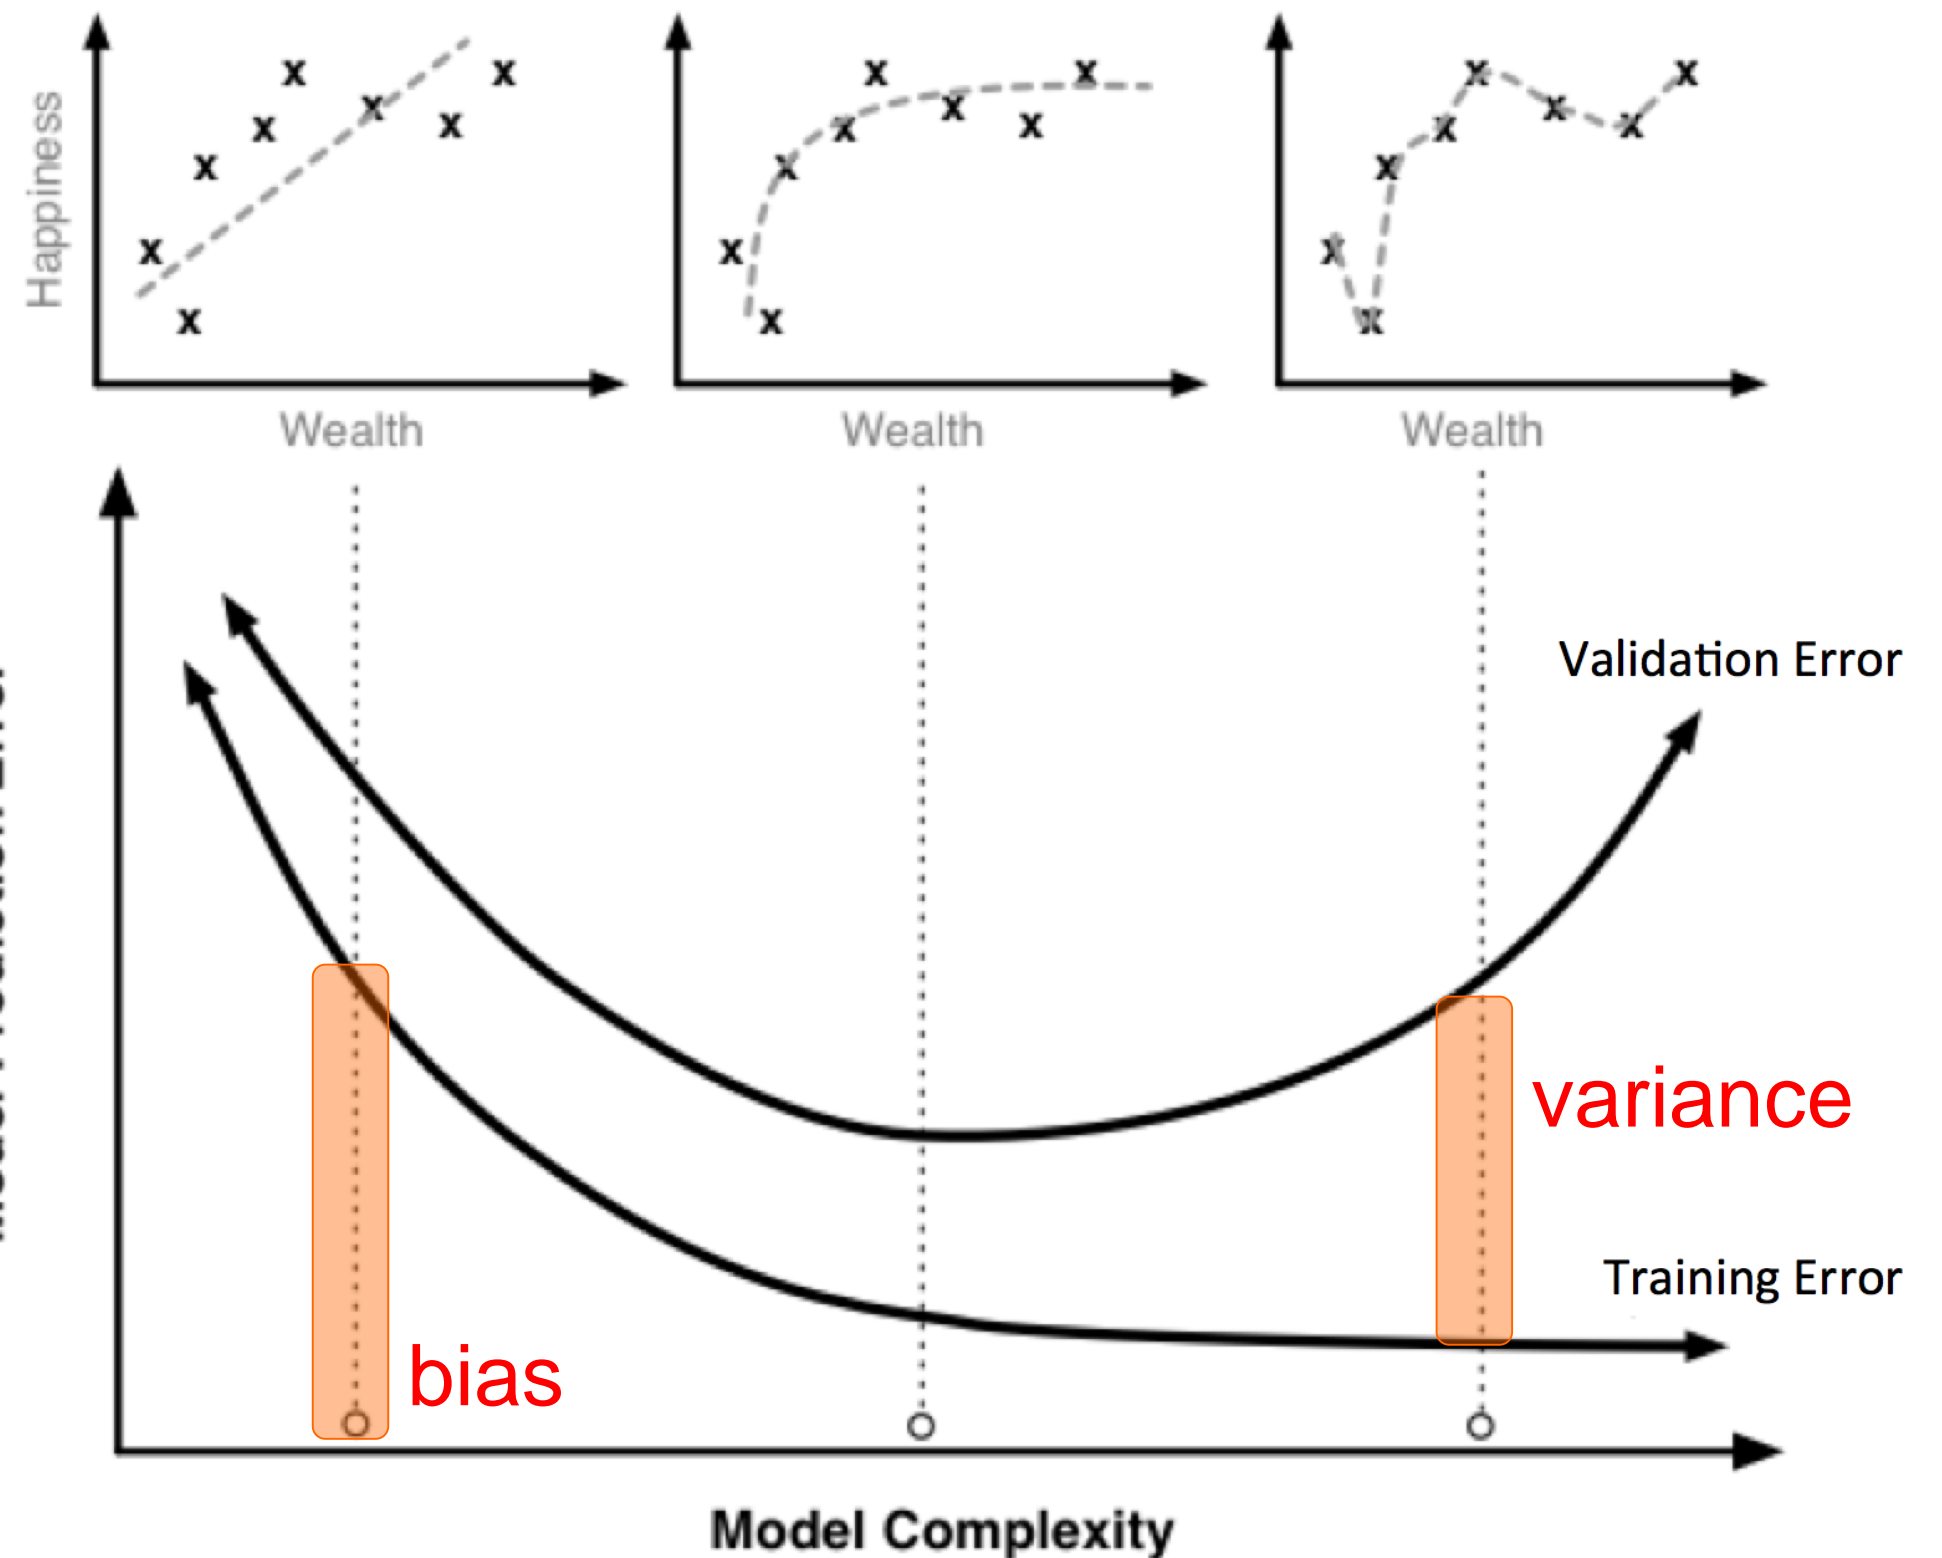 Happiness
Wealth
Wealth
Wealth
Validation Error
variance
Training Error
bias
Model Complexity